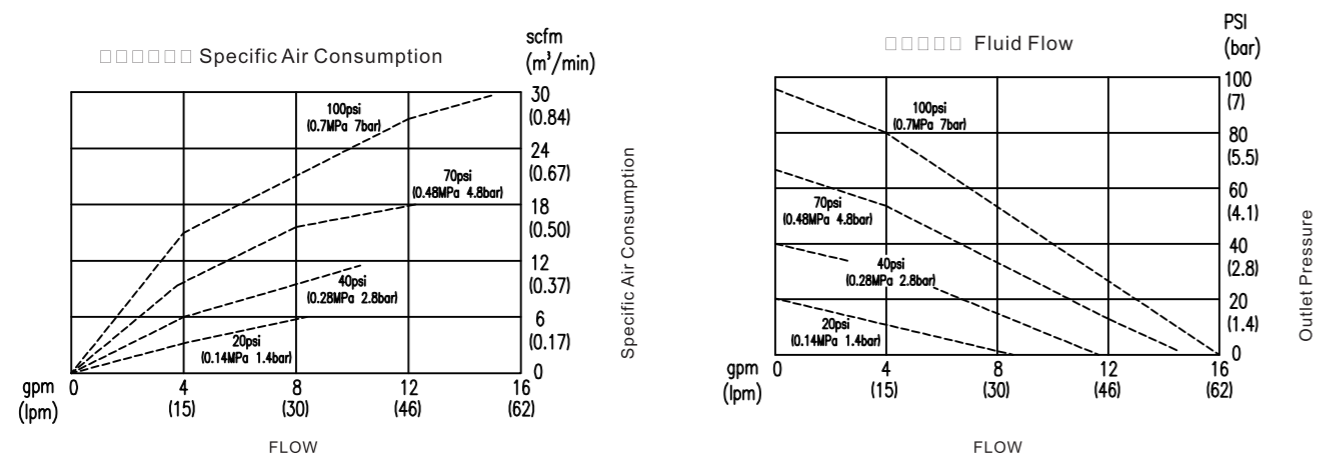 Specific Air Consumption
scfm
(m³/min)
30
(0.84)
24
(0.67)
18
(0.50)
12
(0.37)
6
(0.17)
0
100psi
(0.7MPa 7bar)
70psi
(0.48MPa 4.8bar)
40psi
(0.28MPa 2.8bar)
20psi
(0.14MPa 1.4bar)
Specific Air Consumption
gpm 0 4 8 12 16
(lpm) (15) (30) (46) (62)
FLOW
Fluid Flow
PSI
(bar)
100
(7)
80
(5.5)
60
(4.1)
40
(2.8)
20
(1.4)
0
100psi
(0.7MPa 7bar)
70psi
(0.48MPa 4.8bar)
40psi
(0.28MPa 2.8bar)
20psi
(0.14MPa 1.4bar)
Outlet Pressure
gpm 0 4 8 12 16
(lpm) (15) (30) (46) (62)
FLOW